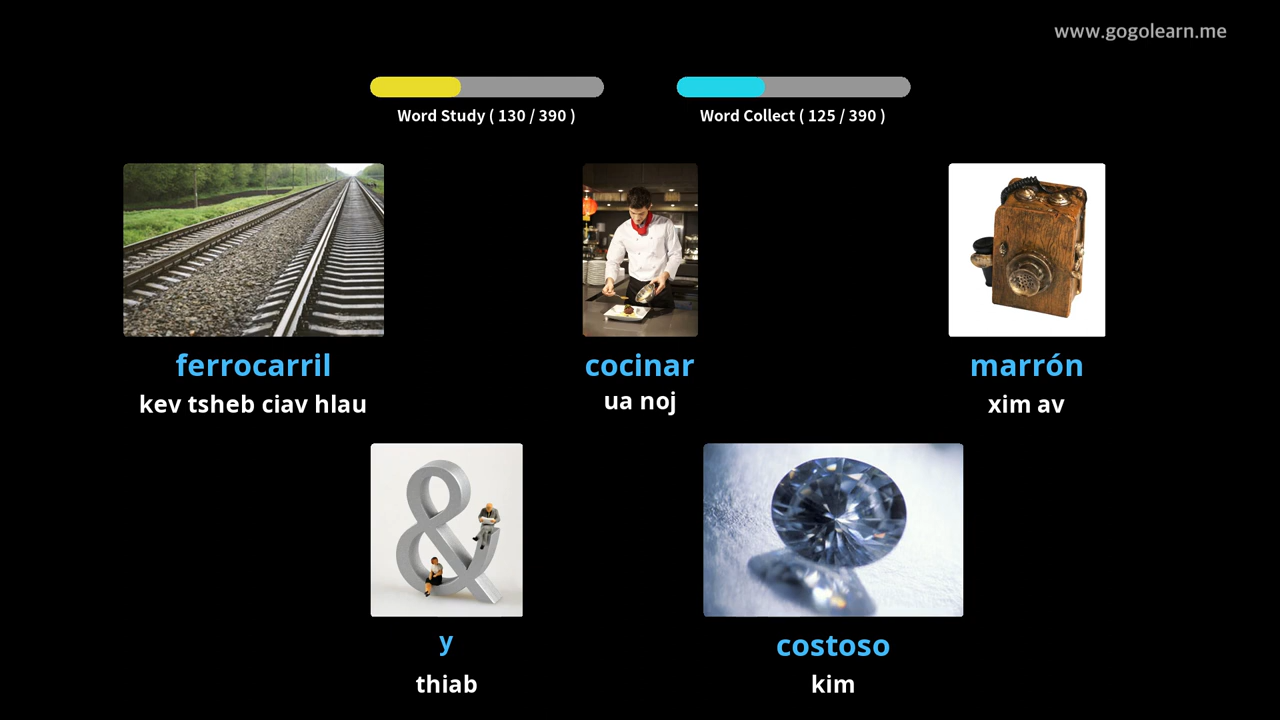 www.gogolearn.me
Word Study ( 130 / 390 )
Word Collect ( 125 / 390 )
ferrocarril
kev tsheb ciav hlau
cocinar
ua noj
marrón
xim av
&
y
thiab
costoso
kim